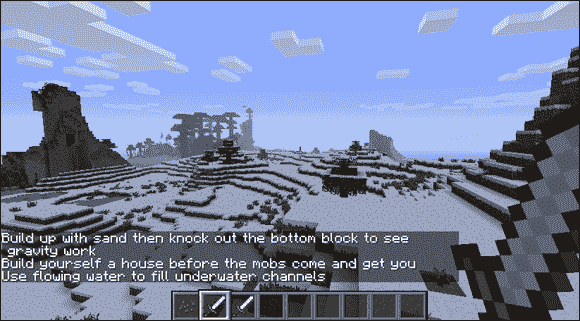 Build up with sand then knock out the bottom block to see
gravity work
Build yourself a house before the mobs come and get you
Use flowing water to fill underwater channels